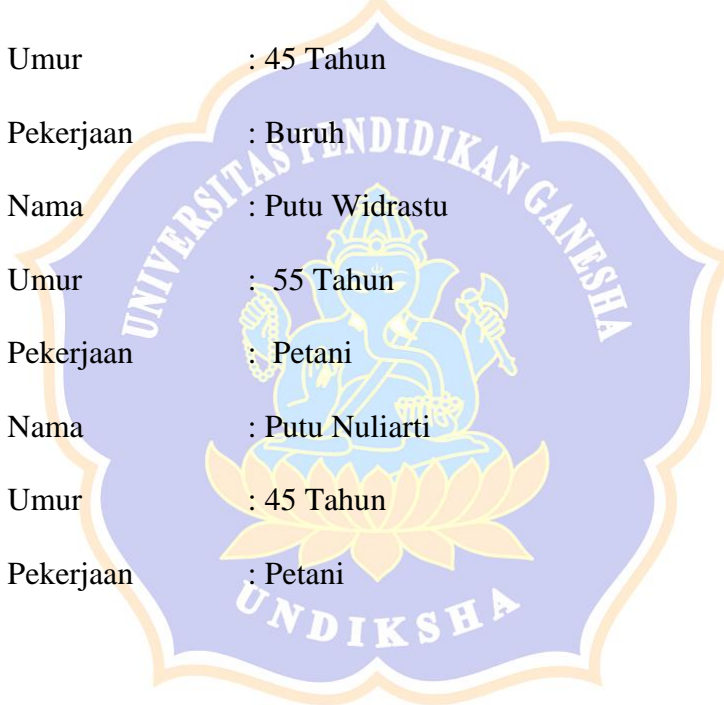 Umur : 45 Tahun
Pekerjaan : Buruh
Nama : Putu Widrastu
Umur : 55 Tahun
Pekerjaan : Petani
Nama : Putu Nuliarti
Umur : 45 Tahun
Pekerjaan : Petani
UNIVERSITAS PENDIDIKAN GANESHA
UNDIKSHA